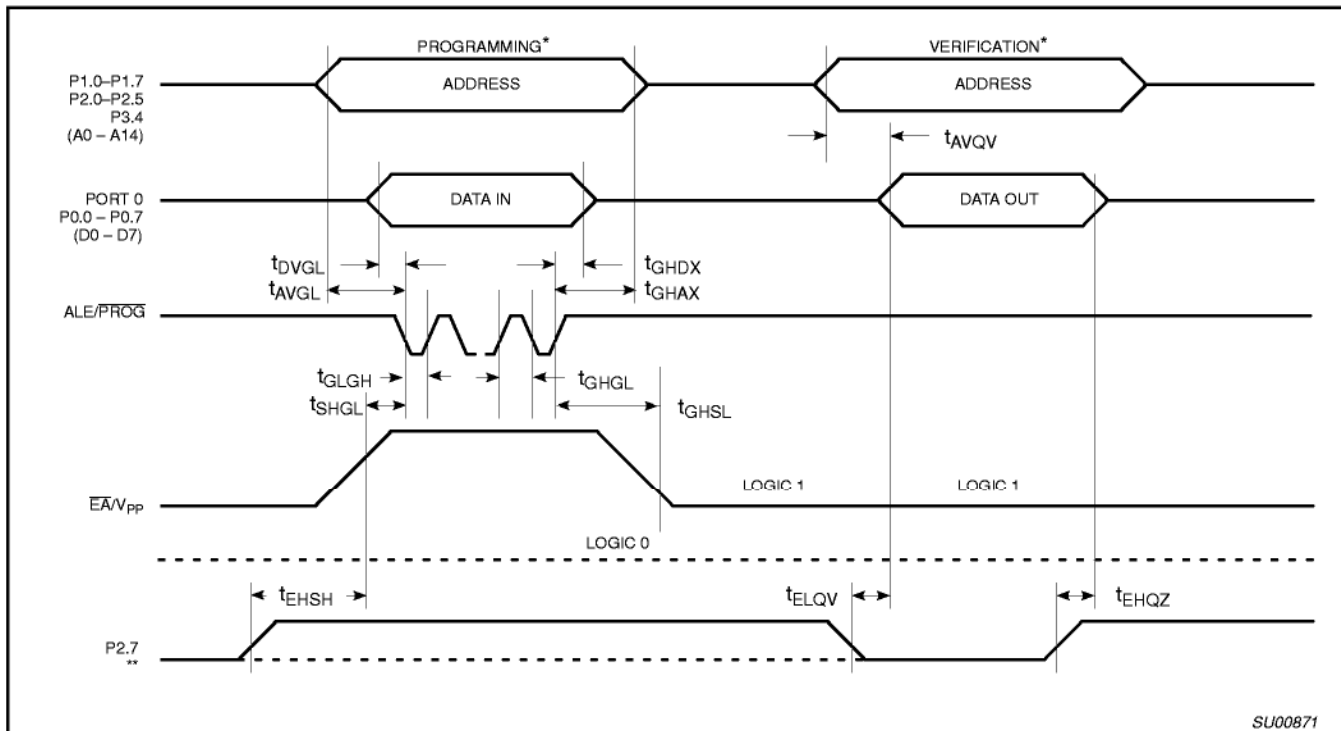 PROGRAMMING*
VERIFICATION*
P1.0–P1.7
P2.0–P2.5
P3.4
(A0 – A14)
ADDRESS
ADDRESS
tAVQV
PORT 0
P0.0 – P0.7
(D0 – D7)
DATA IN
DATA OUT
tDVGL
tGHDX
tAVGL
tGHAX
ALE/PROG
tGLGH
tGHGL
tSHGL
tGHSL
EA/VPP
LOGIC 1
LOGIC 1
LOGIC 0
tEHSH
tELQV
tEHQZ
P2.7
**
SU00871